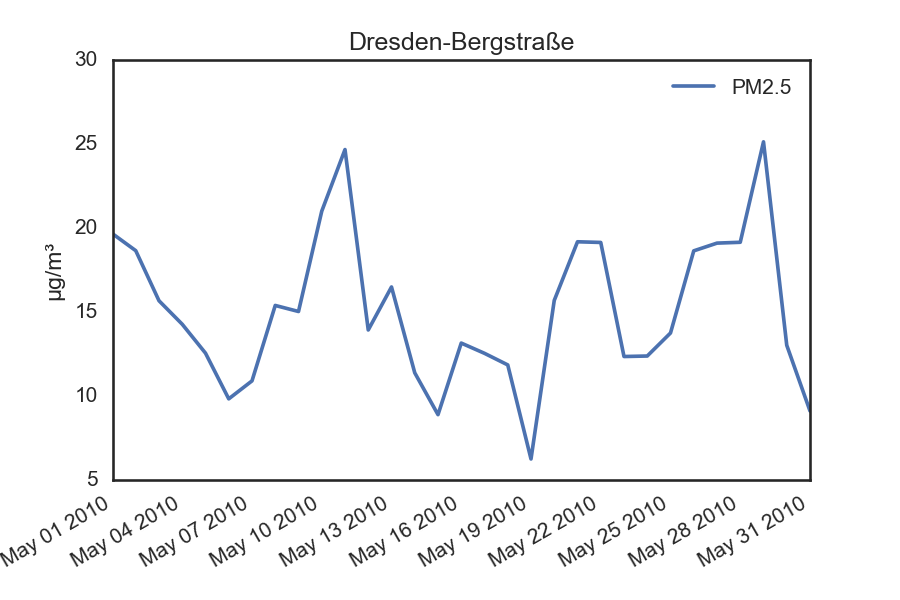 Dresden-Bergstraße
PM2.5
µg/m³
30
25
20
15
10
5
May 01 2010
May 04 2010
May 07 2010
May 10 2010
May 13 2010
May 16 2010
May 19 2010
May 22 2010
May 25 2010
May 28 2010
May 31 2010